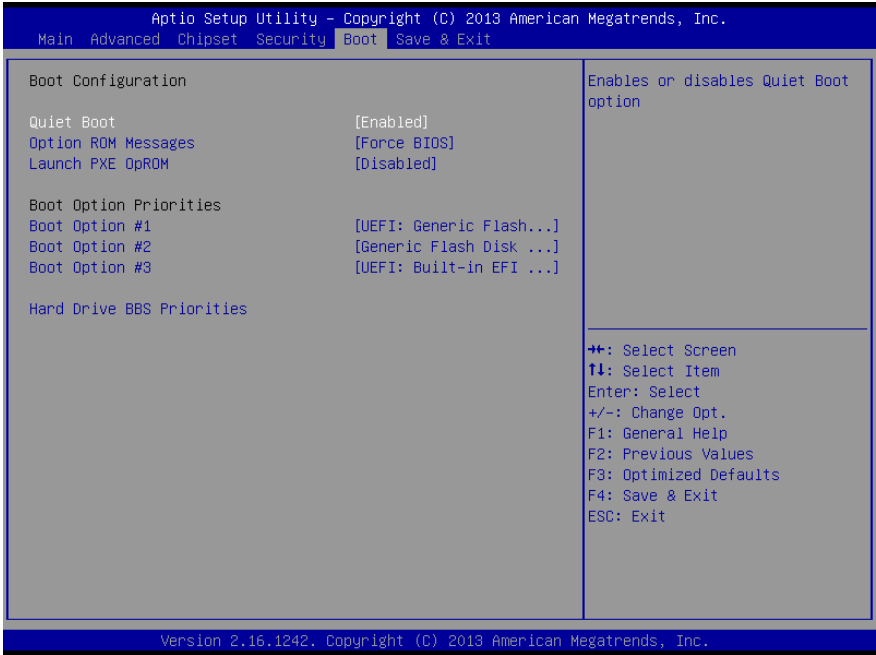 Aptio Setup Utility – Copyright (C) 2013 American Megatrends, Inc.
Main Advanced Chipset Security Boot Save & Exit
Boot Configuration
Quiet Boot [Enabled]
Option ROM Messages [Force BIOS]
Launch PXE OpROM [Disabled]
Boot Option Priorities
Boot Option #1 [UEFI: Generic Flash...]
Boot Option #2 [Generic Flash Disk ...]
Boot Option #3 [UEFI: Built-in EFI ...]
Hard Drive BBS Priorities
Enables or disables Quiet Boot
option
→←: Select Screen
↑↓: Select Item
Enter: Select
+/-: Change Opt.
F1: General Help
F2: Previous Values
F3: Optimized Defaults
F4: Save & Exit
ESC: Exit
Version 2.16.1242. Copyright (C) 2013 American Megatrends, Inc.